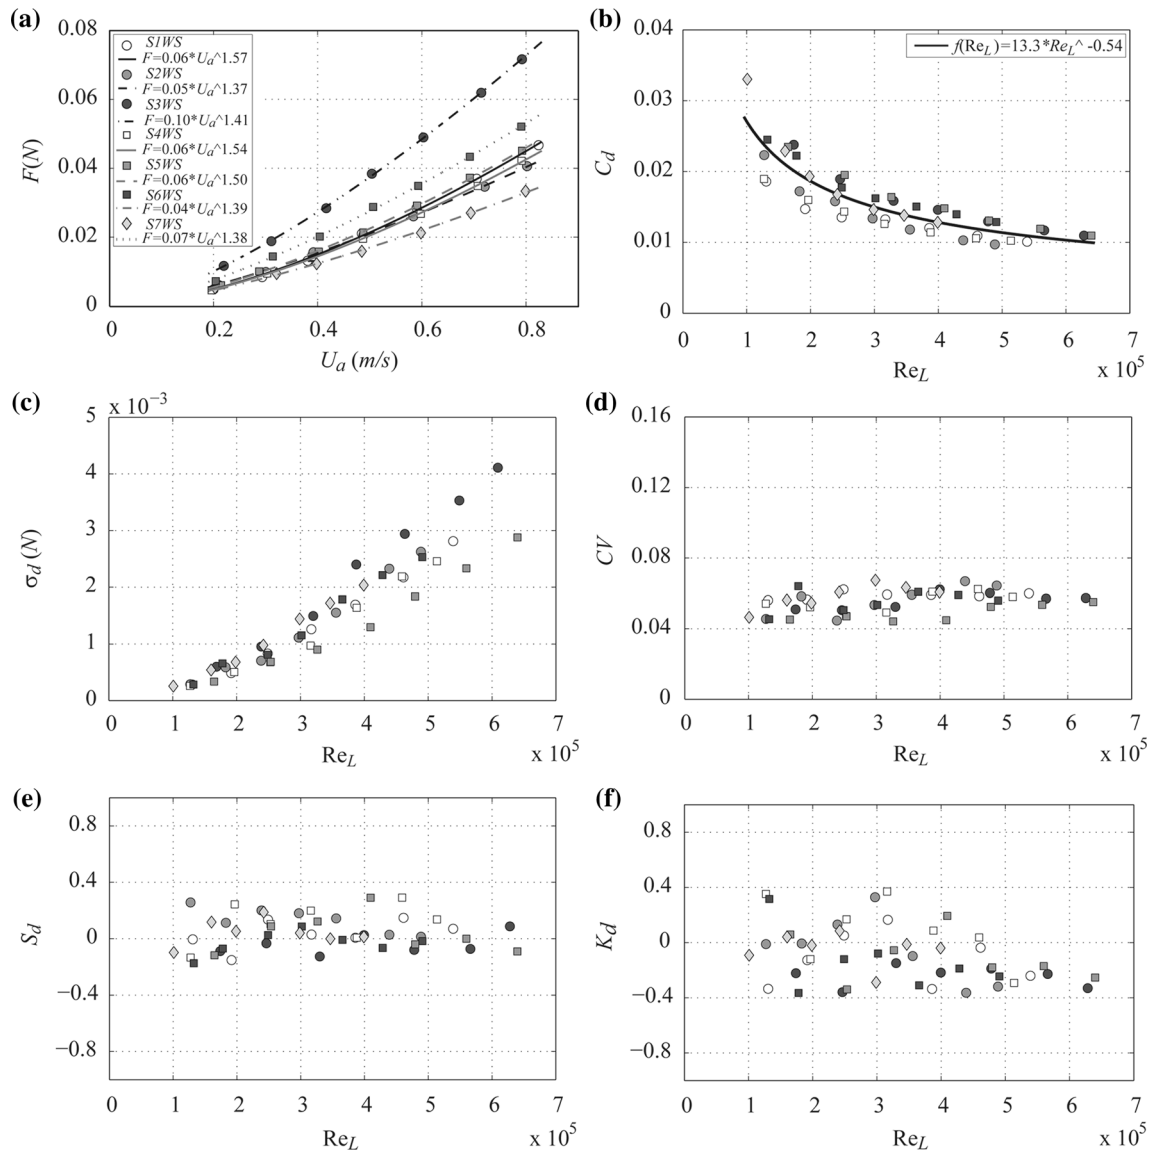 (a)
0.08
0.06
0.04
0.02
0
F(N)
S1WS
F=0.06*Ua^1.57
S2WS
F=0.05*Ua^1.37
S3WS
F=0.10*Ua^1.41
S4WS
F=0.06*Ua^1.54
S5WS
F=0.06*Ua^1.50
S6WS
F=0.04*Ua^1.39
S7WS
F=0.07*Ua^1.38
0 0.2 0.4 0.6 0.8
Ua (m/s)
(b)
0.04
0.03
0.02
0.01
0
Cd
f(ReL)=13.3*ReL^ -0.54
0 1 2 3 4 5 6 7
ReL
x 10^5
(c)
x 10^−3
5
4
3
2
1
0
σd (N)
0 1 2 3 4 5 6 7
ReL
x 10^5
(d)
0.16
0.12
0.08
0.04
0
CV
0 1 2 3 4 5 6 7
ReL
x 10^5
(e)
0.8
0.4
0
−0.4
−0.8
Sd
0 1 2 3 4 5 6 7
ReL
x 10^5
(f)
0.8
0.4
0
−0.4
−0.8
Kd
0 1 2 3 4 5 6 7
ReL
x 10^5